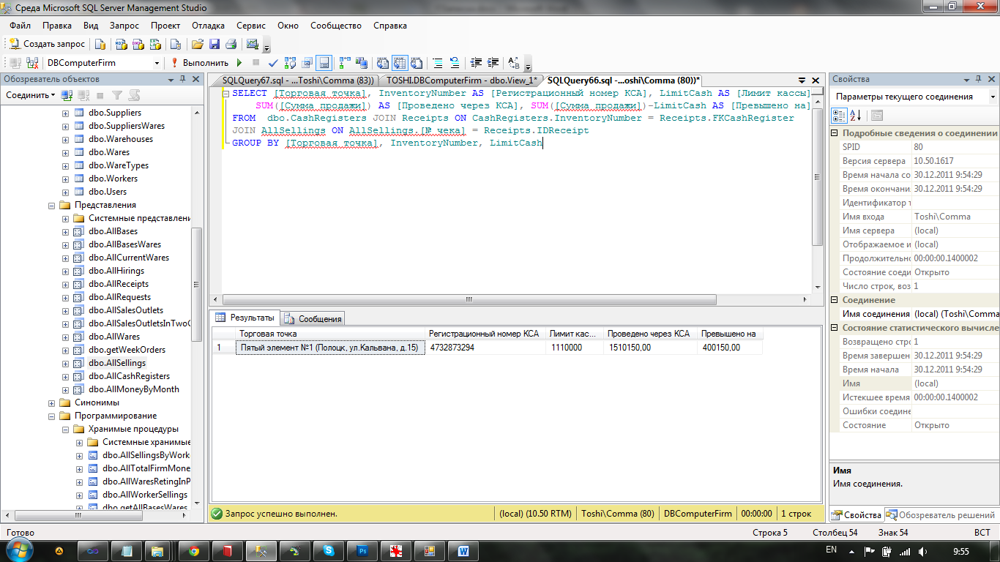 Среда Microsoft SQL Server Management Studio
Файл Правка Вид Запрос Проект Отладка Сервис Окно Сообщество Справка
Создать запрос
DBComputerFirm Выполнить
Обозреватель объектов
Соединить
dbo.Suppliers
dbo.SuppliersWares
dbo.Warehouses
dbo.Wares
dbo.WareTypes
dbo.Workers
dbo.Users
Представления
Системные представлени
dbo.AllBases
dbo.AllBasesWares
dbo.AllCurrentWares
dbo.AllHirings
dbo.AllReceipts
dbo.AllRequests
dbo.AllSalesOutlets
dbo.AllSalesOutletsInTwoC
dbo.AllWares
dbo.getWeekOrders
dbo.AllSellings
dbo.AllCashRegisters
dbo.AllMoneyByMonth
Синонимы
Программирование
Хранимые процедуры
Системные хранимые
dbo.AllSellingsByWork
dbo.AllTotalFirmMone
dbo.AllWaresRetingInP
dbo.AllWorkerSellings
dbo.getAllBasesWares
SQLQuery67.sql - ...Toshi\Comma (83)) TOSHI.DBComputerFirm - dbo.View_1* SQLQuery66.sql -...oshi\Comma (80))*
SELECT [Торговая точка], InventoryNumber AS [Регистрационный номер КСА], LimitCash AS [Лимит кассы]
SUM([Сумма продажи]) AS [Проведено через КСА], SUM([Сумма продажи])-LimitCash AS [Превышено на]
FROM dbo.CashRegisters JOIN Receipts ON CashRegisters.InventoryNumber = Receipts.FKCashRegister
JOIN AllSellings ON AllSellings.[№ чека] = Receipts.IDReceipt
GROUP BY [Торговая точка], InventoryNumber, LimitCash
Результаты Сообщения
Торговая точка Регистрационный номер КСА Лимит кас... Проведено через КСА Превышено на
1 Пятый элемент №1 (Полоцк, ул.Кальвана, д.15) 4732873294 1110000 1510150,00 400150,00
Запрос успешно выполнен. (local) (10.50 RTM) Toshi\Comma (80) DBComputerFirm 00:00:00 1 строк
Свойства
Параметры текущего соединения
Подробные сведения о соединении
SPID 80
Версия сервера 10.50.1617
Время начала со 30.12.2011 9:54:29
Время окончани 30.12.2011 9:54:29
Идентификатор т
Имя входа Toshi\Comma
Имя сервера (local)
Отображаемое и (local)
Продолжительно 00:00:00.1400002
Состояние соеди Открыто
Число строк, воз 1
Соединение
Имя соединения (local) (Toshi\Comma
Состояние статистического вычисле
Возвращено стро 1
Время завершен 30.12.2011 9:54:29
Время начала 30.12.2011 9:54:29
Имя (local)
Истекшее время 00:00:00.1400002
Ошибки соедине
Состояние Открыто
Имя
Имя соединения.
Свойства Обозреватель решений
Готово Строка 5 Столбец 54 Знак 54 ВСТ
EN 9:55